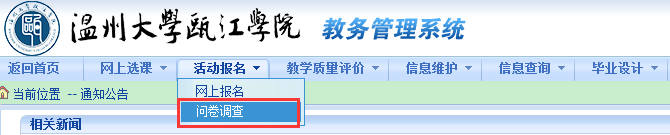 温州大學瓯江學院 教务管理系统
返回首页 网上选课 活动报名 教学质量评价 信息维护 信息查询 毕业设计
网上报名
当前位置 -- 通知公告
问卷调查
相关新闻